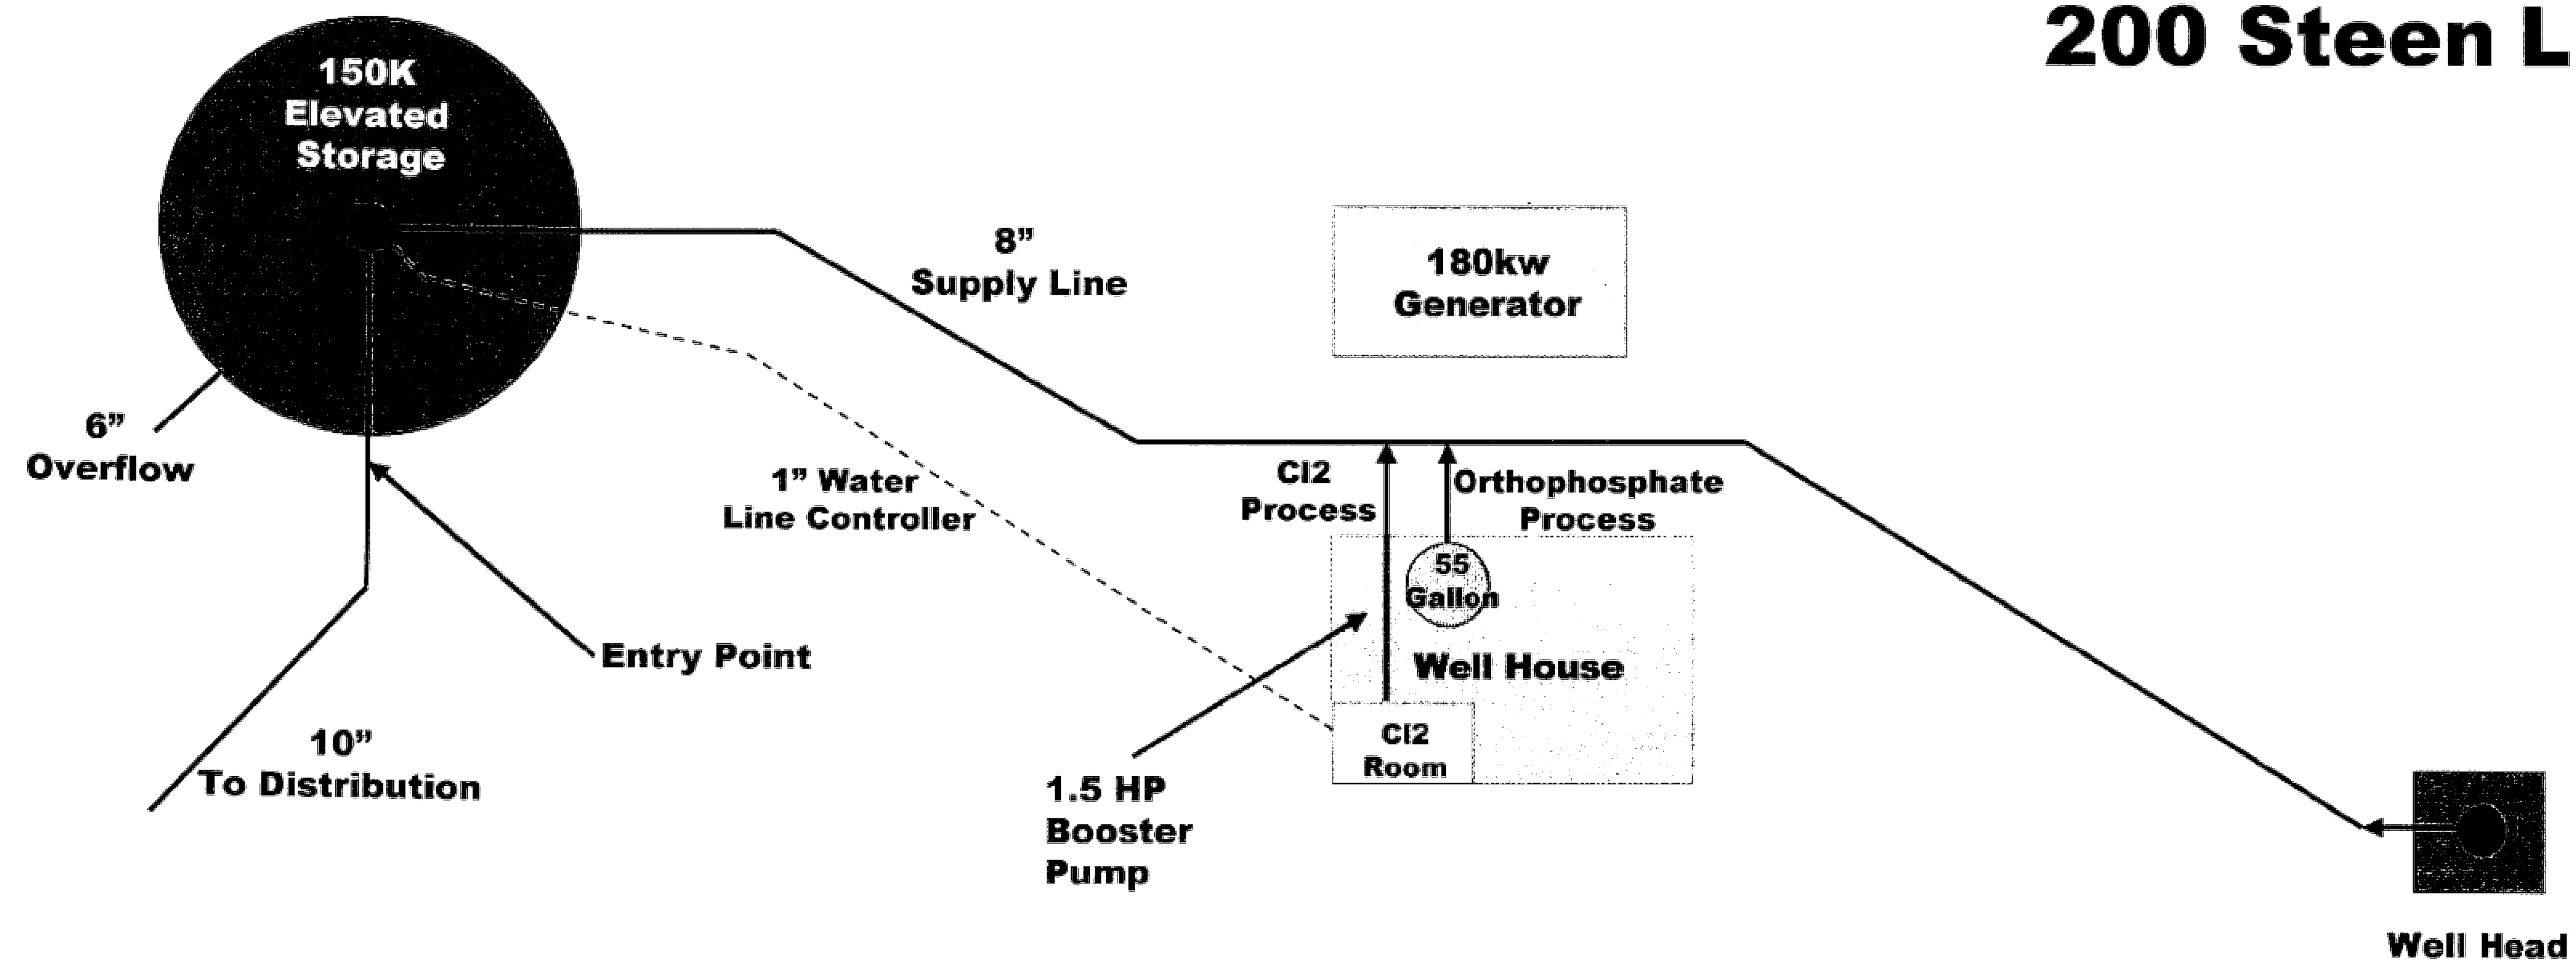 200 Steen L
150K
Elevated
Storage
8”
Supply Line
180kw
Generator
6”
Overflow
1” Water
Line Controller
Cl2
Process
Orthophosphate
Process
55
Gallon
Well House
Entry Point
Cl2
Room
10”
To Distribution
1.5 HP
Booster
Pump
Well Head